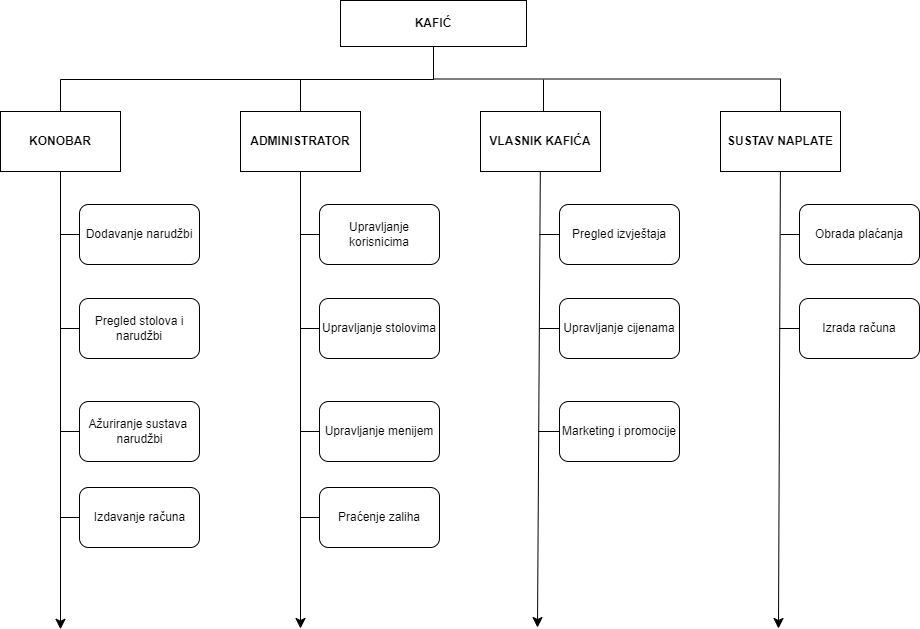 KAFIĆ
KONOBAR
ADMINISTRATOR
VLASNIK KAFIĆA
SUSTAV NAPLATE
Dodavanje narudžbi
Pregled stolova i
narudžbi
Ažuriranje sustava
narudžbi
Izdavanje računa
Upravljanje
korisnicima
Upravljanje stolovima
Upravljanje menijem
Praćenje zaliha
Pregled izvještaja
Upravljanje cijenama
Marketing i promocije
Obrada plaćanja
Izrada računa